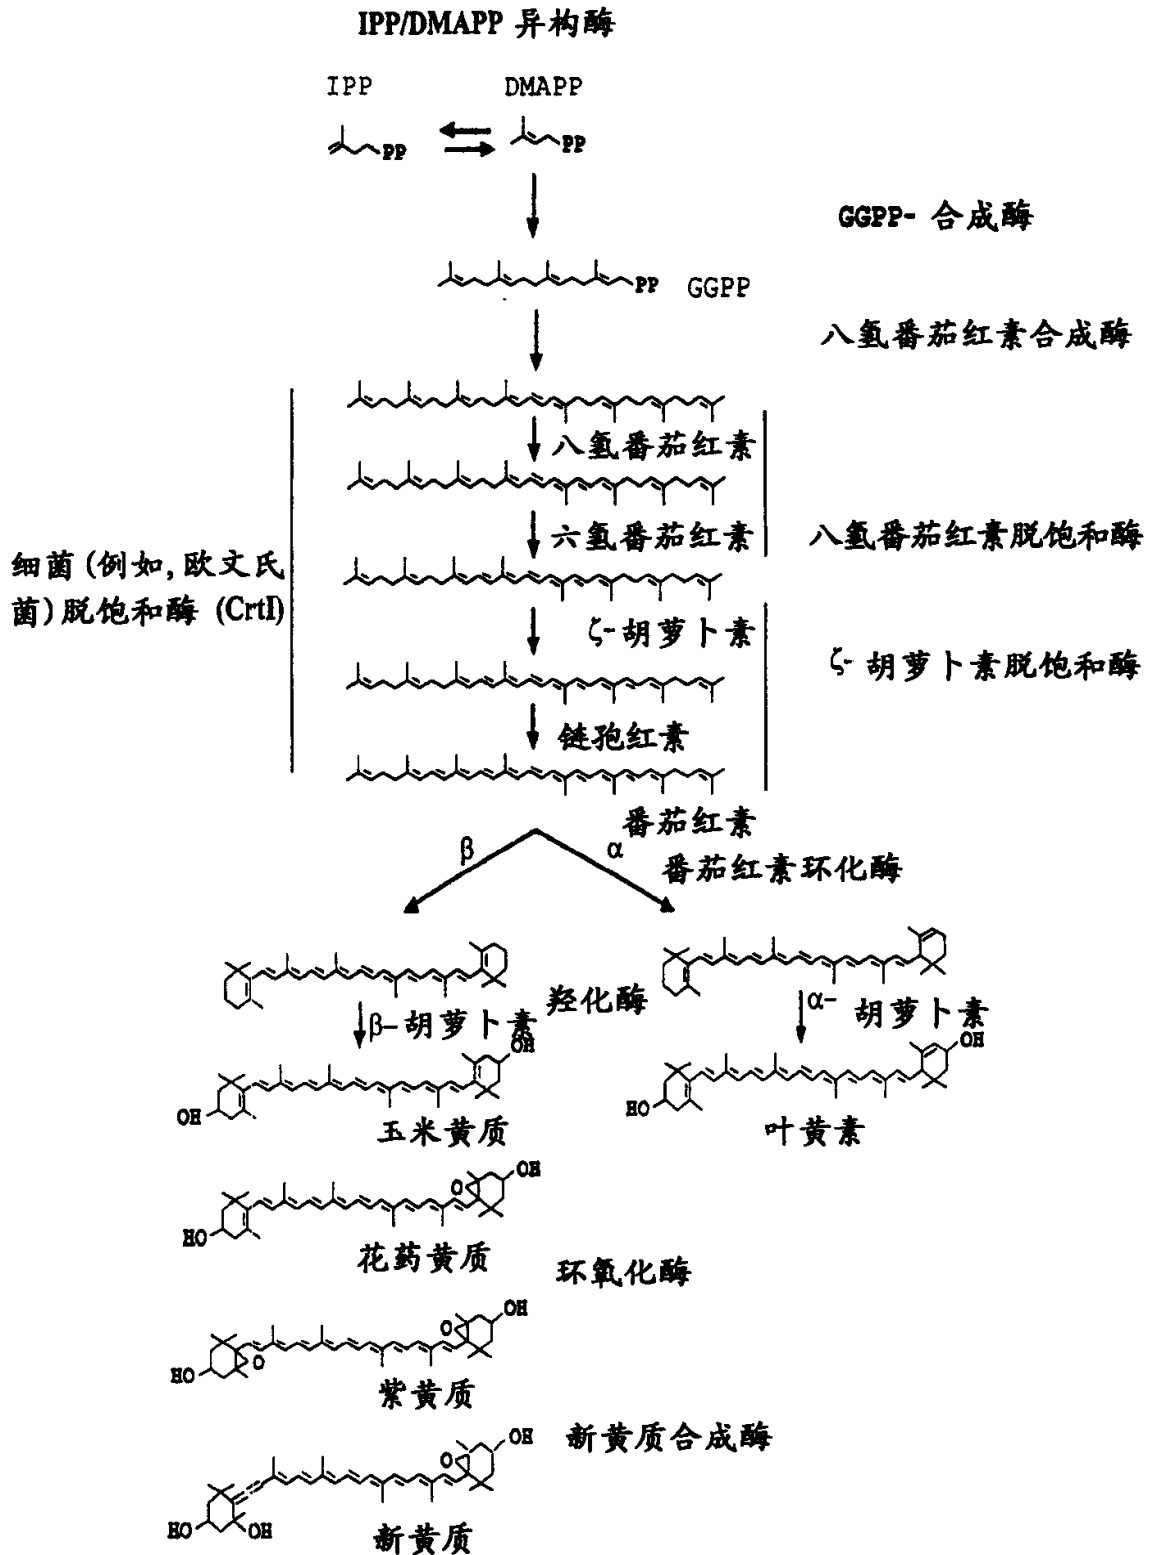 IPP/DMAPP 异构酶
IPP
DMAPP
PP
PP
GGPP- 合成酶
PP
GGPP
八氢番茄红素合成酶
八氢番茄红素
六氢番茄红素
八氢番茄红素脱饱和酶
细菌 (例如, 欧文氏
菌) 脱饱和酶 (CrtI)
ζ-胡萝卜素
ζ- 胡萝卜素脱饱和酶
链孢红素
番茄红素
β
α
番茄红素环化酶
羟化酶
β-胡萝卜素
α- 胡萝卜素
OH
OH
OH
HO
玉米黄质
叶黄素
OH
O
HO
花药黄质
环氧化酶
OH
O
O
HO
紫黄质
OH
新黄质合成酶
O
HO
OH
新黄质